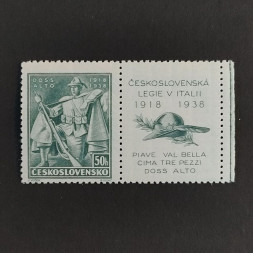 DOSS ALTO
1918 1938
50h
ČESKOSLOVENSKO
ČESKOSLOVENSKÁ
LEGIE V ITALII
1918 1938
PIAVE VAL BELLA
CIMA TRE PEZZI
DOSS ALTO